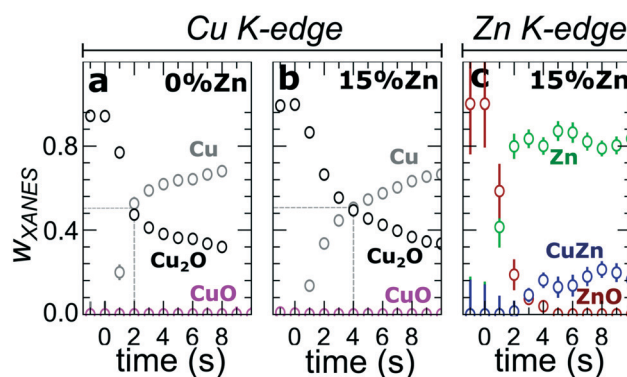 Cu K-edge Zn K-edge
a 0%Zn b 15%Zn c 15%Zn
0.8
0.4
0.0
w_XANES
Cu
Cu₂O
CuO
Cu
Cu₂O
CuO
Zn
CuZn
ZnO
0 2 4 6 8 0 2 4 6 8 0 2 4 6 8
time (s) time (s) time (s)